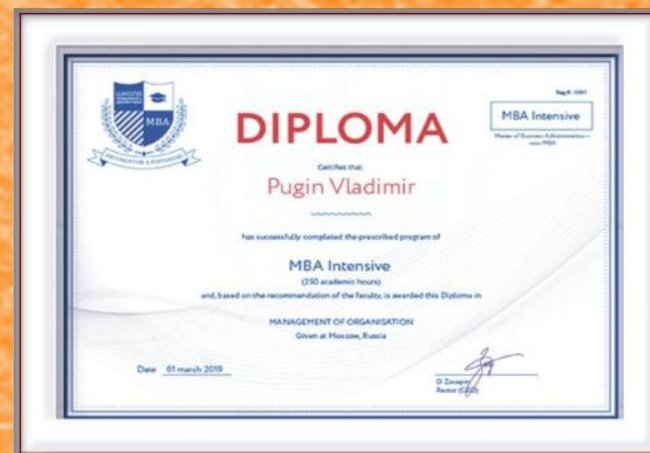 MBA
DIPLOMA
MBA Intensive
Certifies that:
Pugin Vladimir
has successfully completed the prescribed program of
MBA Intensive
(250 academic hours)
and, based on the recommendation of the faculty, is awarded this Diploma in
MANAGEMENT OF ORGANISATION
Given at Moscow, Russia
Date 01 march 2019
Rector (CEO)